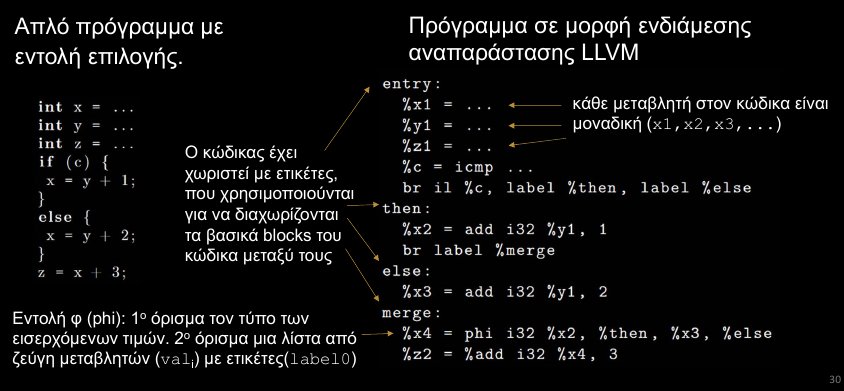 Απλό πρόγραμμα με
εντολή επιλογής.
int x = ...
int y = ...
int z = ...
if (c) {
x = y + 1;
}
else {
x = y + 2;
}
z = x + 3;
Ο κώδικας έχει
χωριστεί με ετικέτες,
που χρησιμοποιούνται
για να διαχωρίζονται
τα βασικά blocks του
κώδικα μεταξύ τους
Εντολή φ (phi): 1ο όρισμα τον τύπο των
εισερχόμενων τιμών. 2ο όρισμα μια λίστα από
ζεύγη μεταβλητών (vali) με ετικέτες(label0)
Πρόγραμμα σε μορφή ενδιάμεσης
αναπαράστασης LLVM
entry:
%x1 = ...
%y1 = ...
%z1 = ...
%c = icmp ...
br il %c, label %then, label %else
then:
%x2 = add i32 %y1, 1
br label %merge
else:
%x3 = add i32 %y1, 2
merge:
%x4 = phi i32 %x2, %then, %x3, %else
%z2 = %add i32 %x4, 3
κάθε μεταβλητή στον κώδικα είναι
μοναδική (x1,x2,x3,...)
30